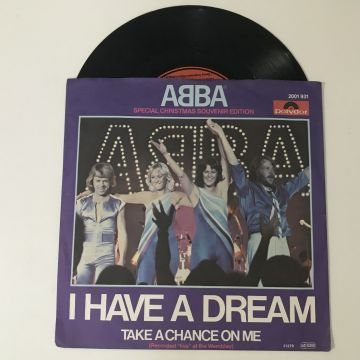 ABBA
SPECIAL CHRISTMAS SOUVENIR EDITION
2001 931
Polydor
ABBA
I HAVE A DREAM
TAKE A CHANCE ON ME
(Recorded "live" at the Wembley)